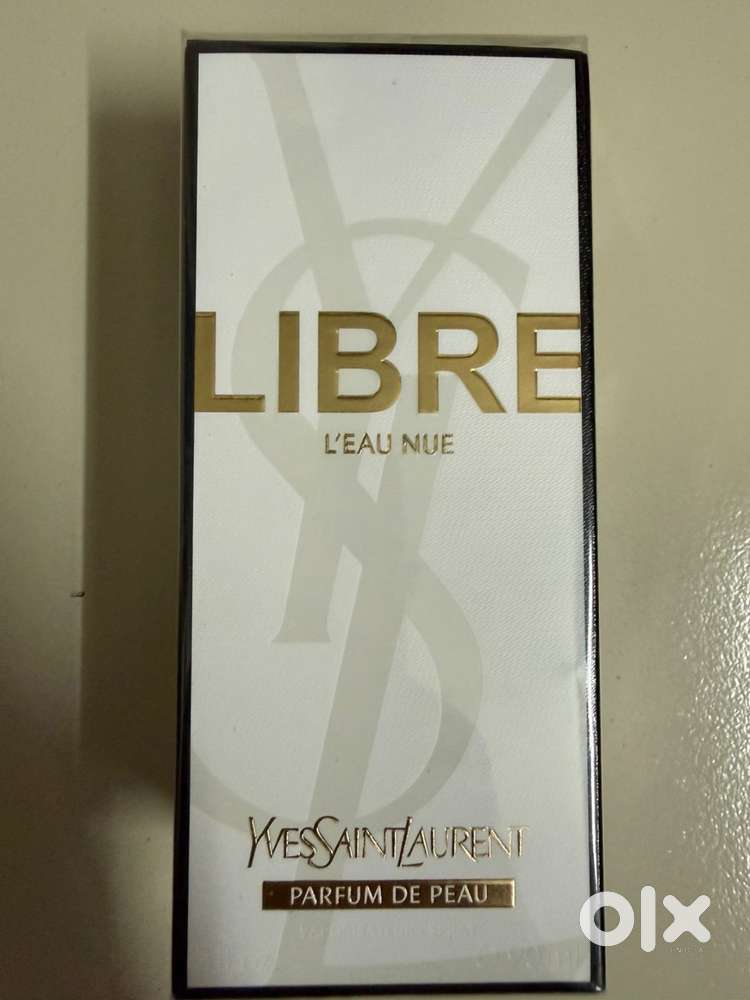 LIBRE
L'EAU NUE
YVESSAINTLAURENT
PARFUM DE PEAU
olx